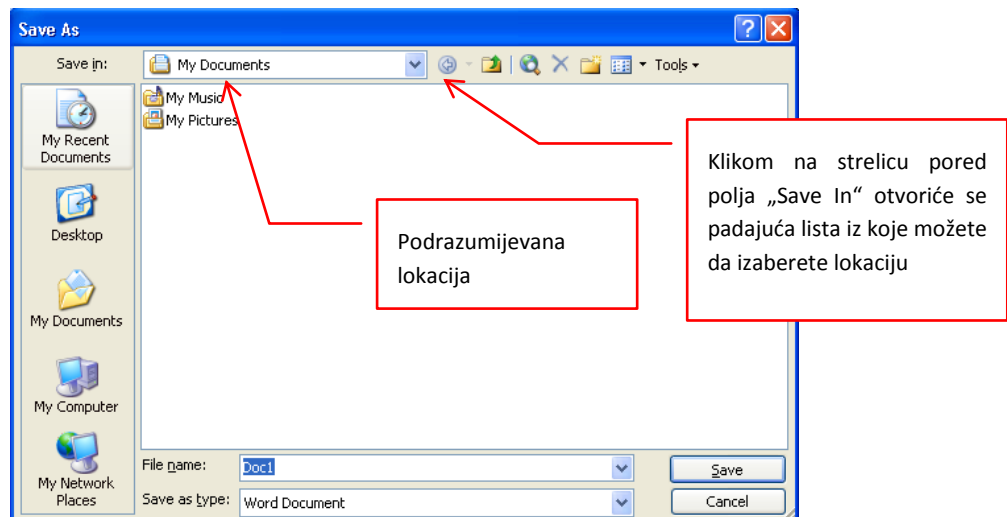 Save As
Save in:
My Documents
Tools
My Music
My Pictures
My Recent
Documents
Desktop
My Documents
My Computer
My Network
Places
Podrazumijevana
lokacija
Klikom na strelicu pored
polja „Save In“ otvoriće se
padajuća lista iz koje možete
da izaberete lokaciju
File name:
Doc1
Save
Save as type:
Word Document
Cancel